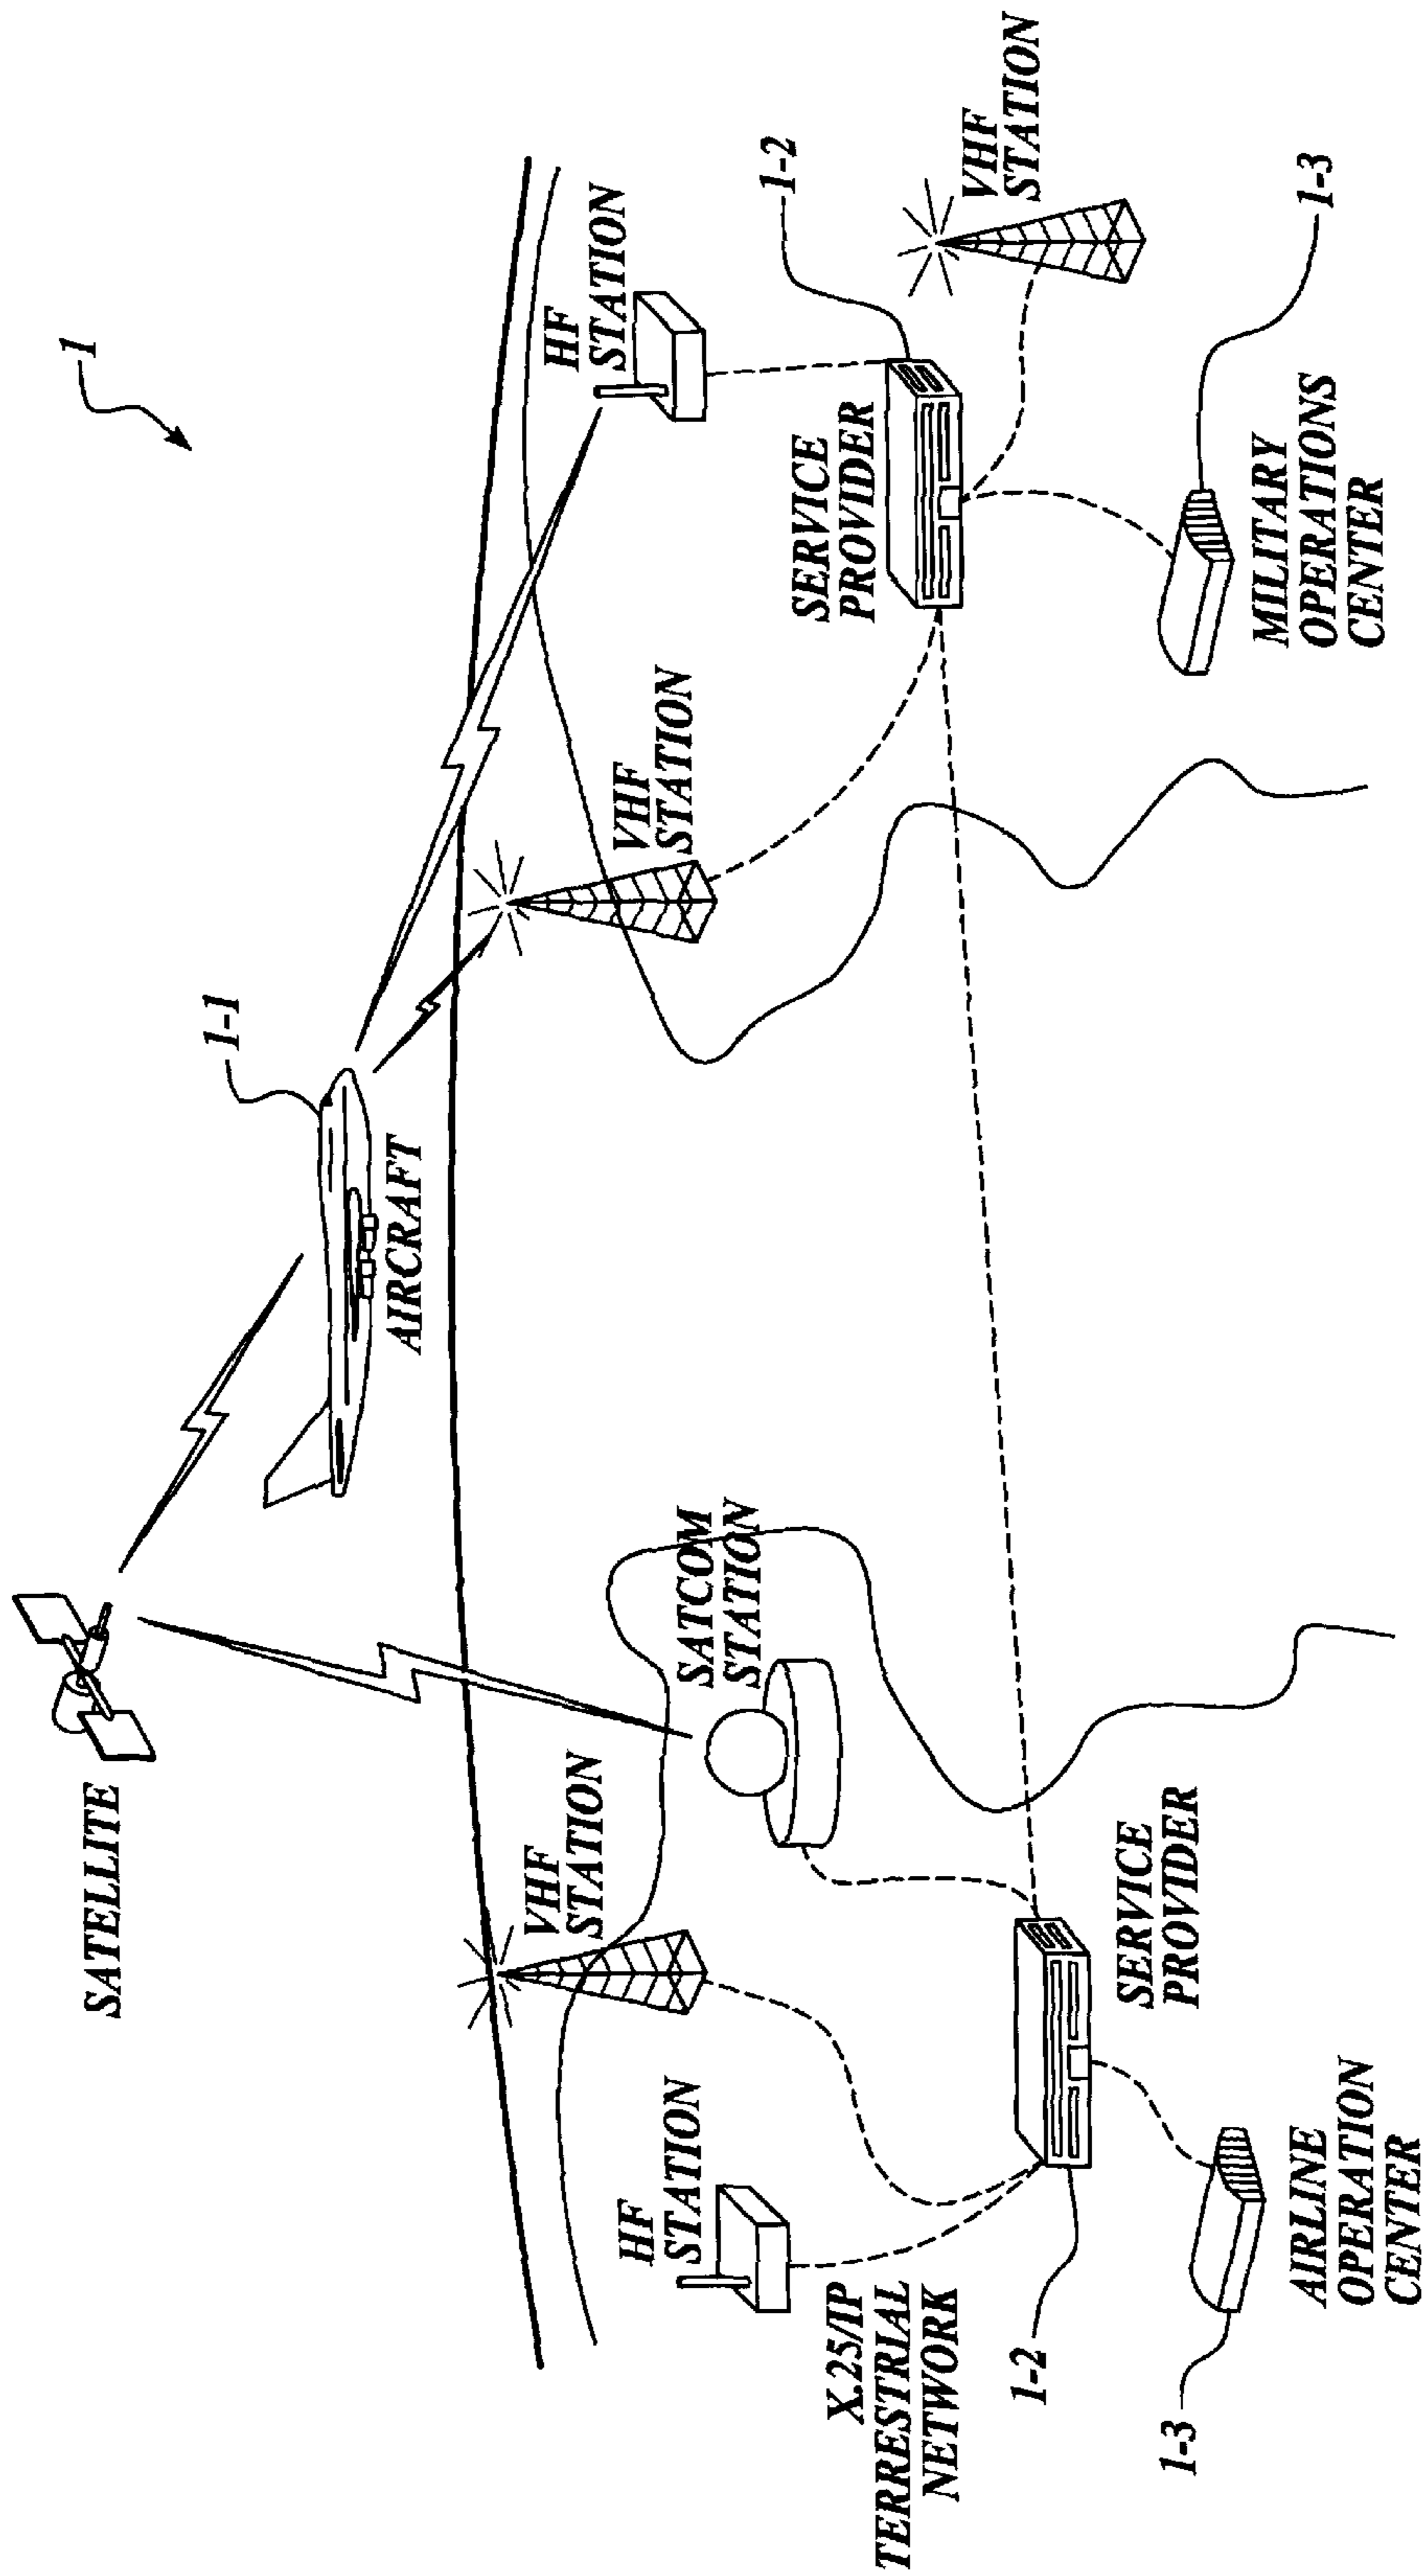 1
SATELLITE
1-1
AIRCRAFT
VHF
STATION
SATCOM
STATION
VHF
STATION
HF
STATION
HF
STATION
X.25/IP
TERRESTRIAL
NETWORK
SERVICE
PROVIDER
1-2
VHF
STATION
1-2
SERVICE
PROVIDER
1-3
AIRLINE
OPERATION
CENTER
MILITARY
OPERATIONS
CENTER
1-3